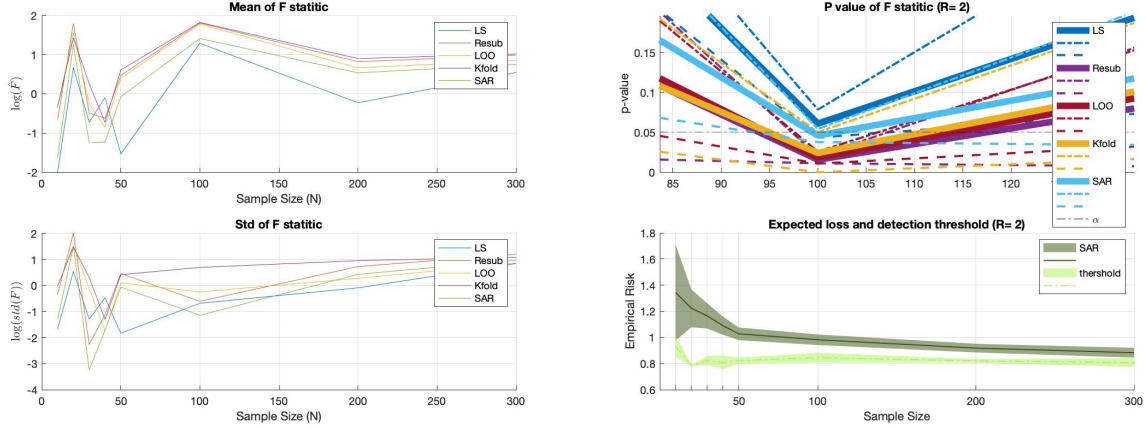 Mean of F statitic
2
1
0
-1
-2
log(F̂)
0
50
100
150
200
250
300
Sample Size (N)
LS
Resub
LOO
Kfold
SAR
P value of F statitic (R= 2)
0.15
0.1
0.05
0
p-value
85
90
95
100
105
110
115
120
LS
Resub
LOO
Kfold
SAR
α
Std of F statitic
2
1
0
-1
-2
-3
-4
log(std(F))
0
50
100
150
200
250
300
Sample Size (N)
LS
Resub
LOO
Kfold
SAR
Expected loss and detection threshold (R= 2)
1.8
1.6
1.4
1.2
1.0
0.8
0.6
Empirical Risk
50
100
200
300
Sample Size
SAR
thershold